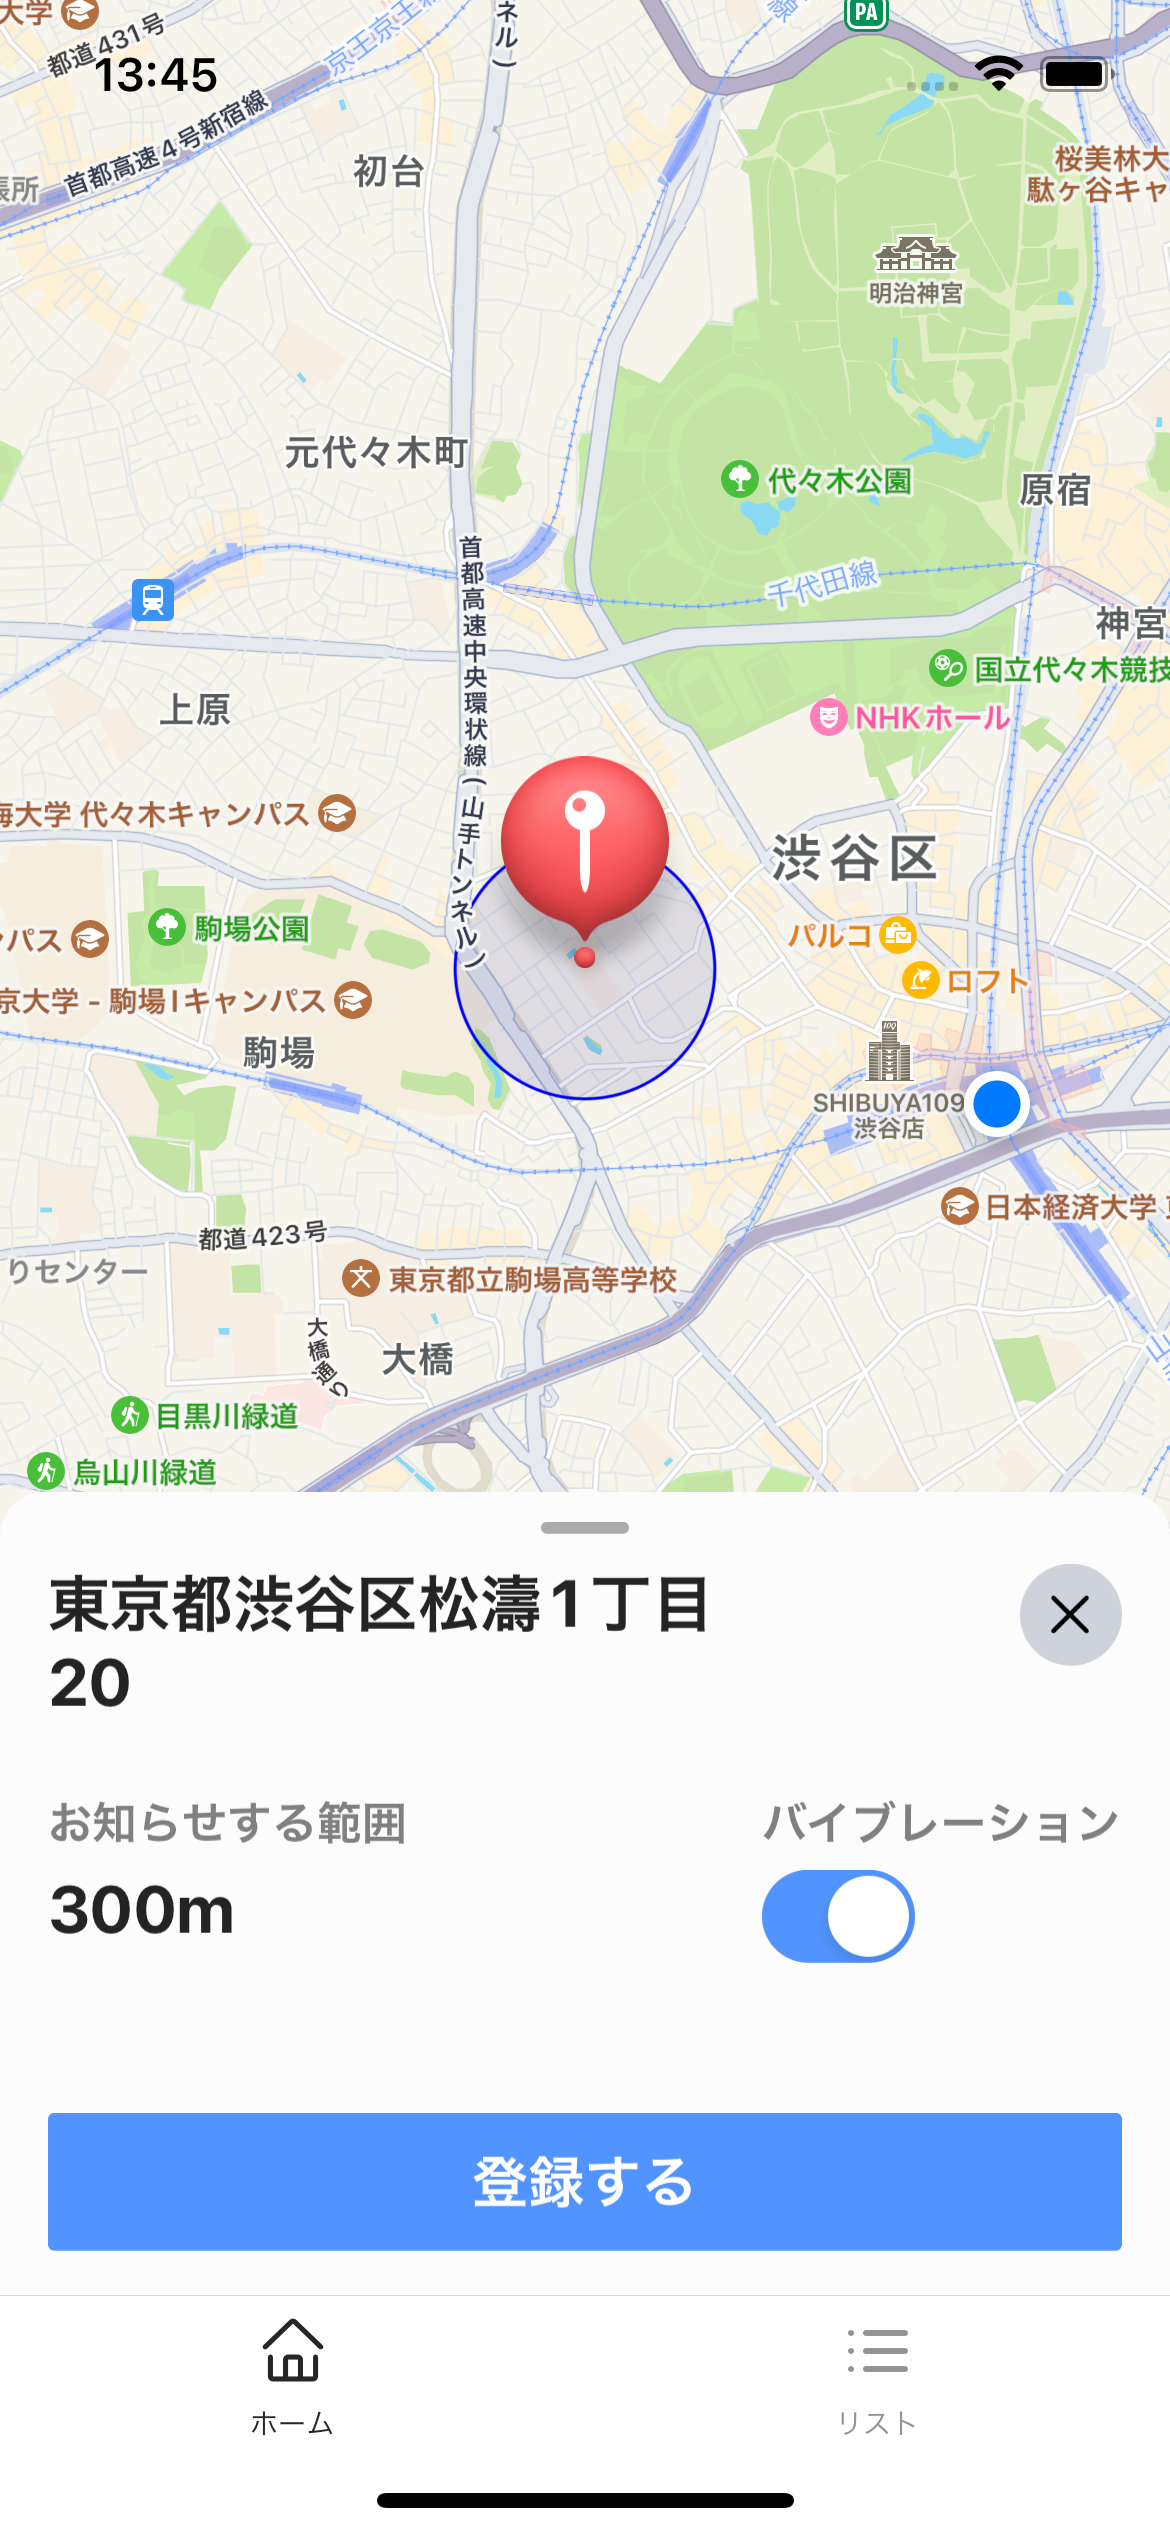 大学
都道431号
京王京王新
ネル)
PA
13:45
首都高速4号新宿線
初台
桜美林大
駄ヶ谷キャ
明治神宮
元代々木町
代々木公園
原宿
首都高速中央環状線(山手トンネル)
千代田線
神宮
国立代々木競技
上原
NHKホール
海大学 代々木キャンパス
渋谷区
パルコ
パス
駒場公園
ロフト
京大学 - 駒場Iキャンパス
駒場
109
SHIBUYA109
渋谷店
日本経済大学
都道423号
りセンター
東京都立駒場高等学校
大橋通り
大橋
目黒川緑道
烏山川緑道
東京都渋谷区松濤1丁目
20
お知らせする範囲
バイブレーション
300m
登録する
ホーム
リスト